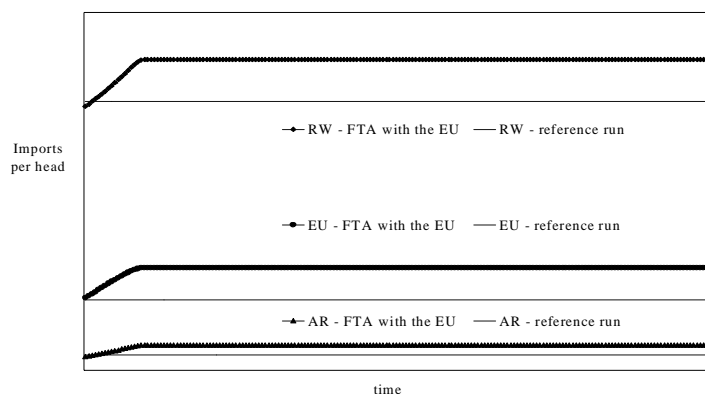 RW - FTA with the EU RW - reference run
Imports
per head
EU - FTA with the EU EU - reference run
AR - FTA with the EU AR - reference run
time